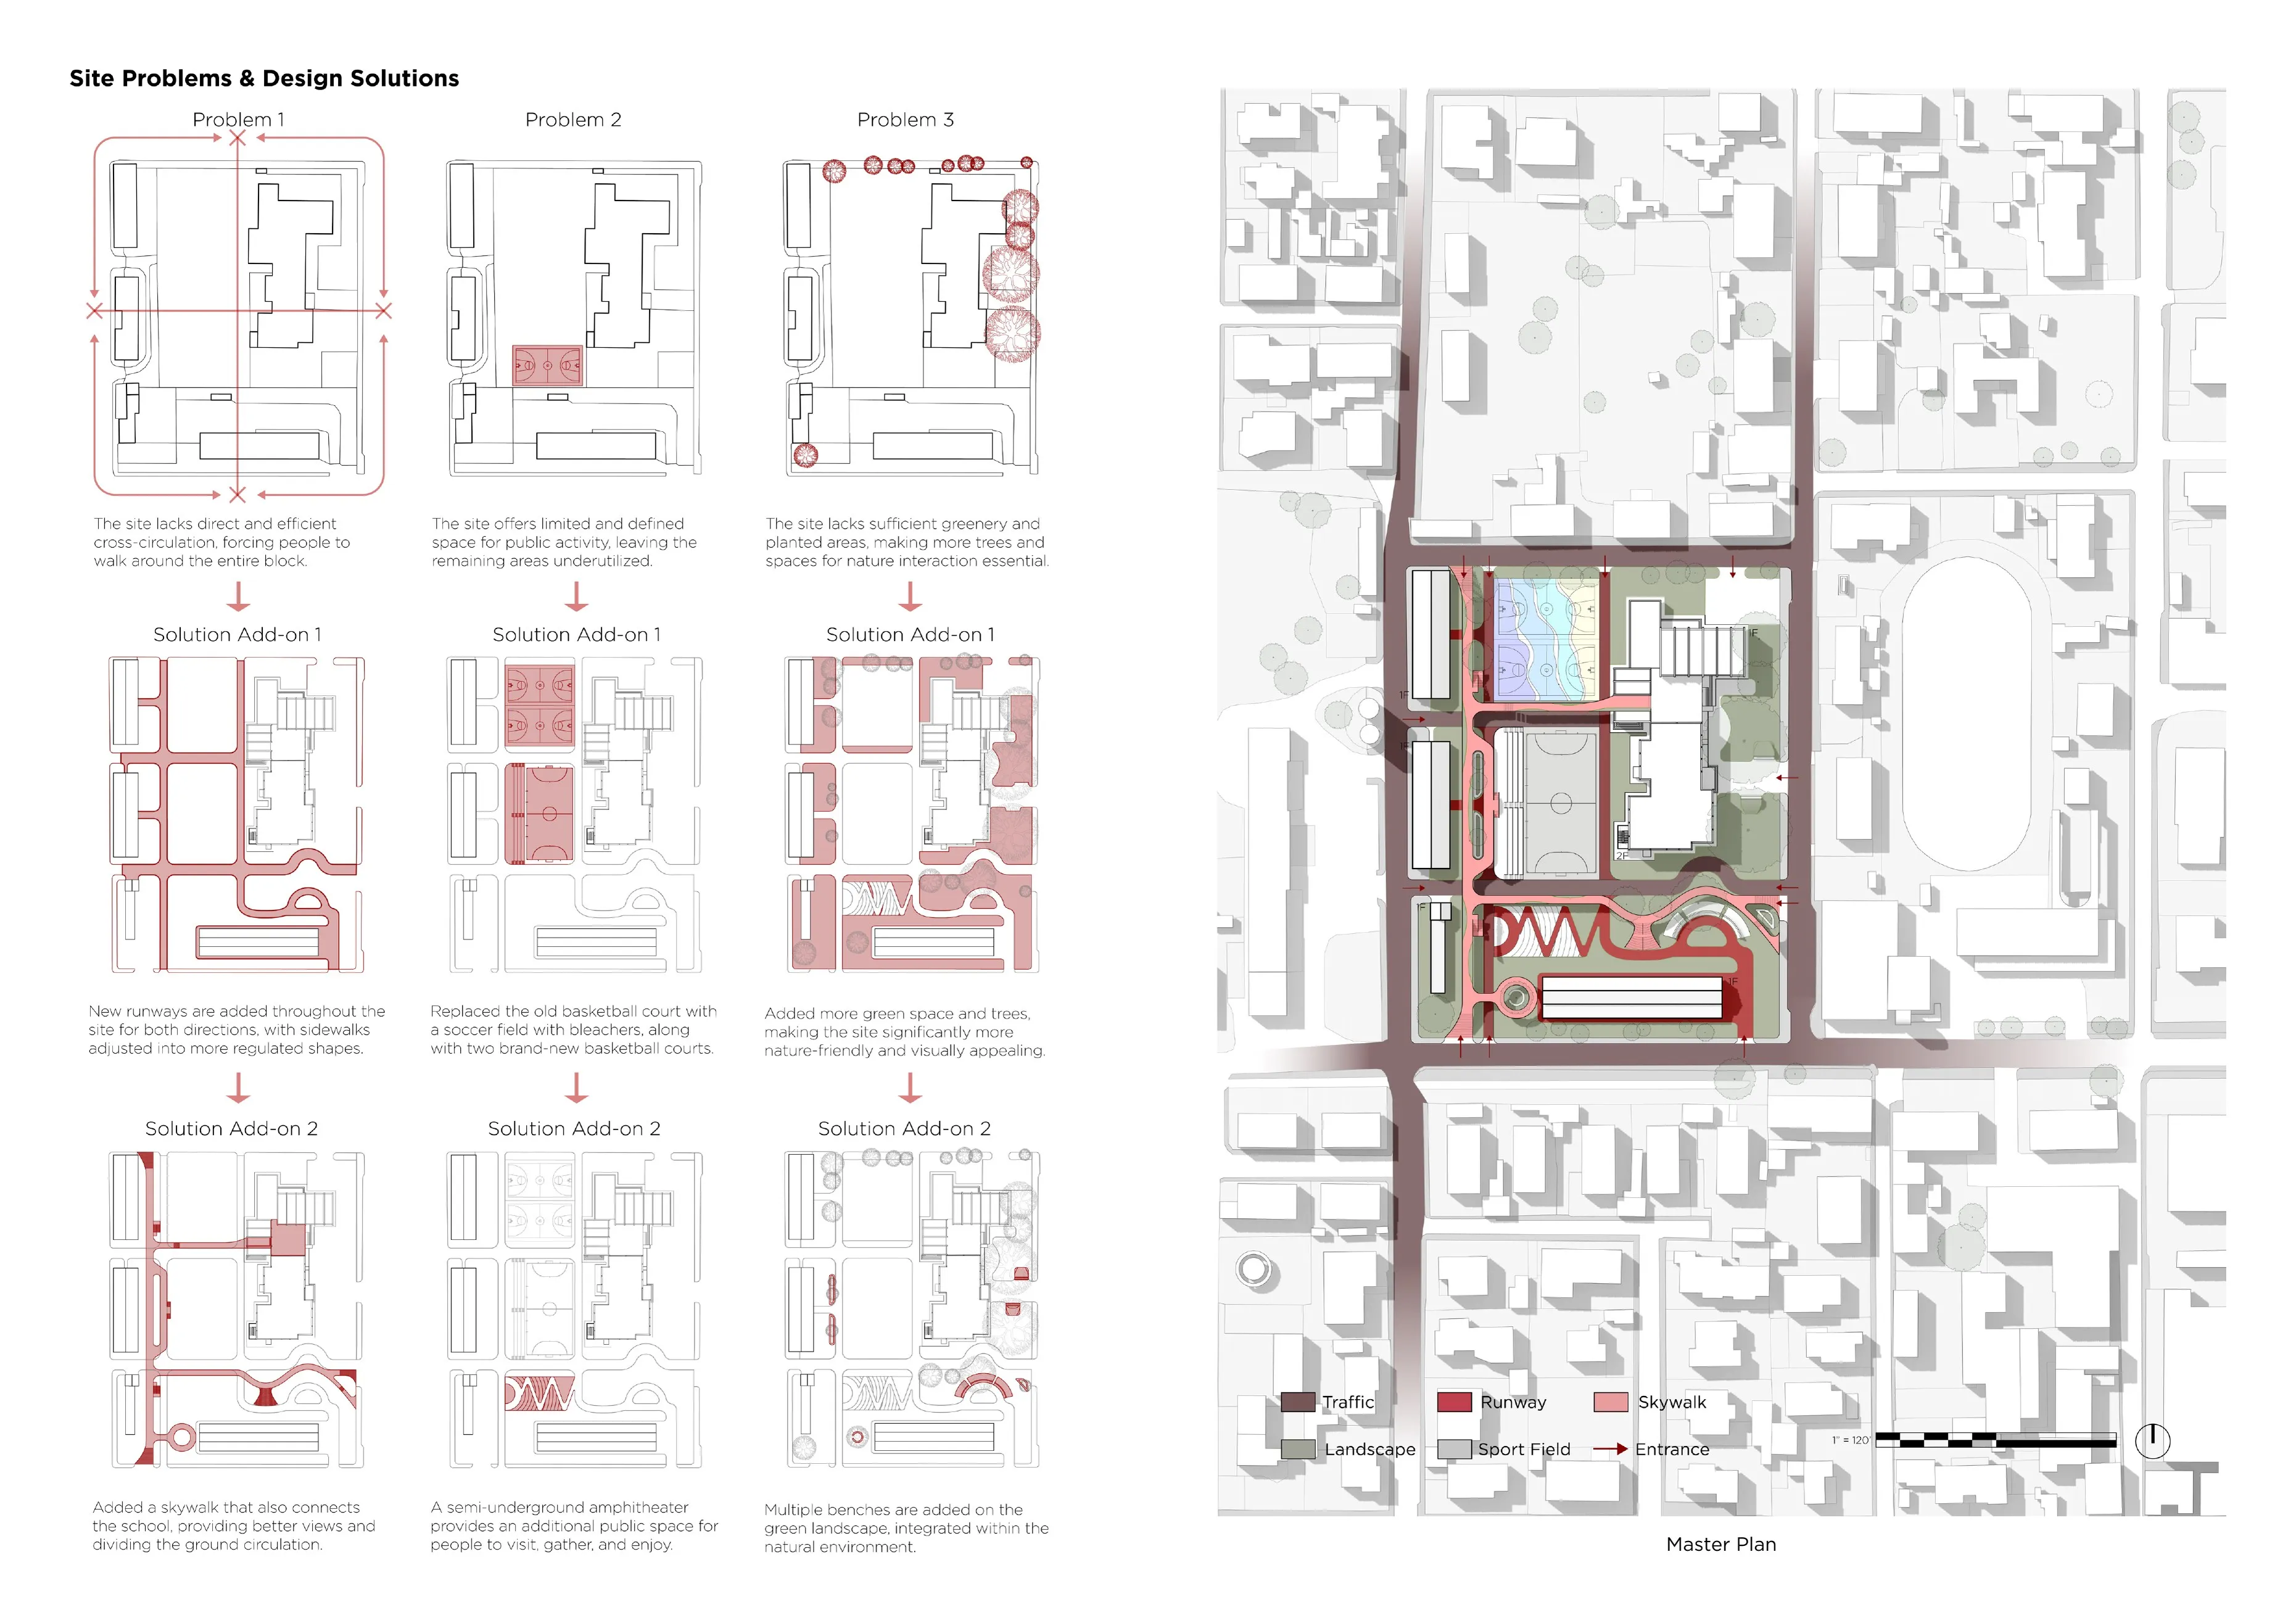 Site Problems & Design Solutions
Problem 1
The site lacks direct and efficient
cross-circulation, forcing people to
walk around the entire block.
Solution Add-on 1
New runways are added throughout the
site for both directions, with sidewalks
adjusted into more regulated shapes.
Solution Add-on 2
Added a skywalk that also connects
the school, providing better views and
dividing the ground circulation.
Problem 2
The site offers limited and defined
space for public activity, leaving the
remaining areas underutilized.
Solution Add-on 1
Replaced the old basketball court with
a soccer field with bleachers, along
with two brand-new basketball courts.
Solution Add-on 2
A semi-underground amphitheater
provides an additional public space for
people to visit, gather, and enjoy.
Problem 3
The site lacks sufficient greenery and
planted areas, making more trees and
spaces for nature interaction essential.
Solution Add-on 1
Added more green space and trees,
making the site significantly more
nature-friendly and visually appealing.
Solution Add-on 2
Multiple benches are added on the
green landscape, integrated within the
natural environment.
1F
1F
1F
1F
2F
1F
Traffic
Runway
Skywalk
Landscape
Sport Field
Entrance
1" = 120'
Master Plan